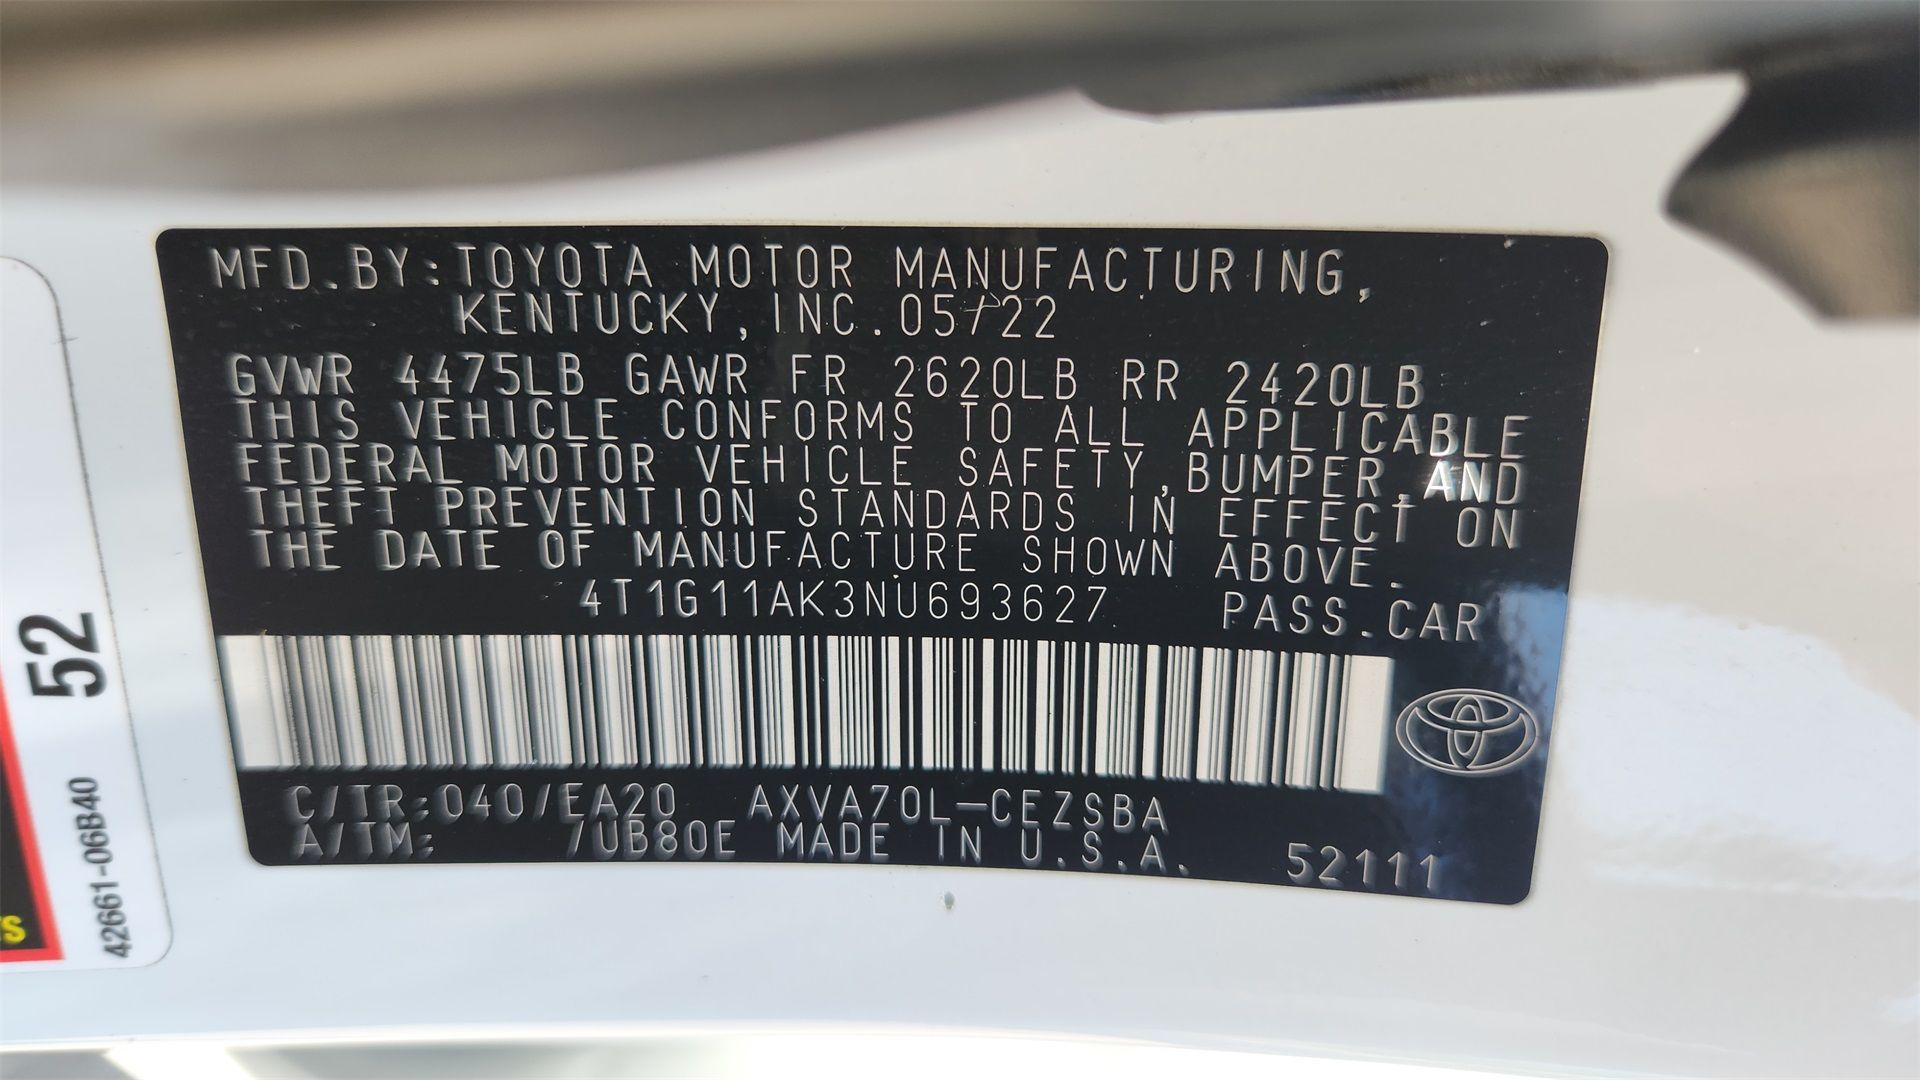 MFD.BY:TOYOTA MOTOR MANUFACTURING,
KENTUCKY,INC.05/22
GVWR 4475LB GAWR FR 2620LB RR 2420LB
THIS VEHICLE CONFORMS TO ALL APPLICABLE
FEDERAL MOTOR VEHICLE SAFETY,BUMPER,AND
THEFT PREVENTION STANDARDS IN EFFECT ON
THE DATE OF MANUFACTURE SHOWN ABOVE.
4T1G11AK3NU693627 PASS.CAR
C/TR:040/EA20 AXVA70L-CEZSBA
A/TM: /UB80E MADE IN U.S.A. 52111
52
42661-06B40